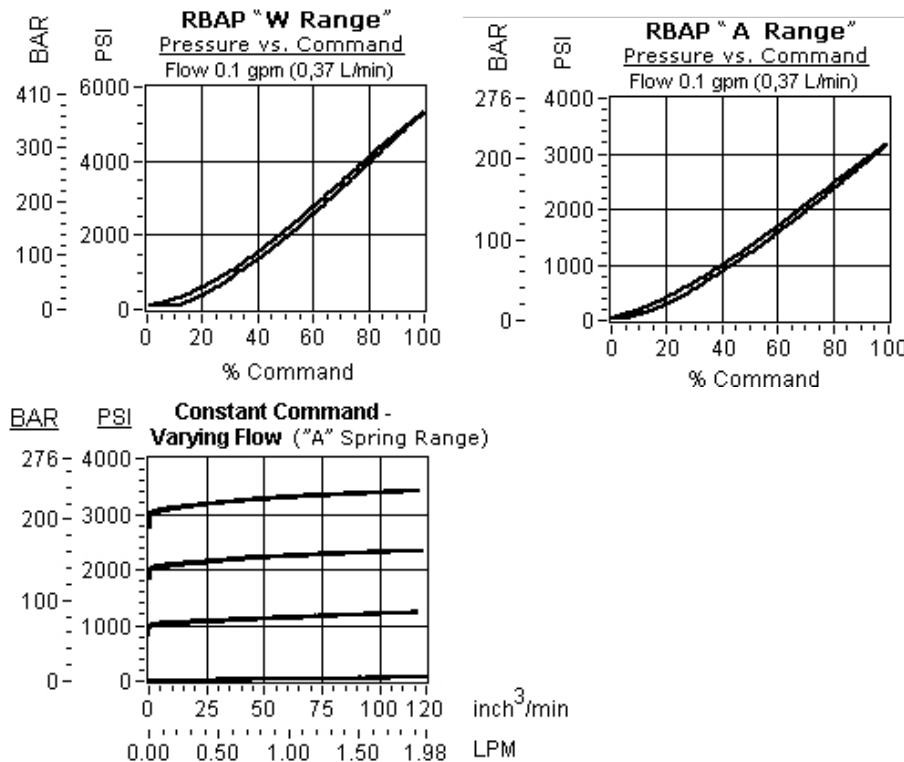 RBAP "W Range"
Pressure vs. Command
Flow 0.1 gpm (0,37 L/min)
BAR
PSI
410
300
200
100
0
6000
4000
2000
0
0 20 40 60 80 100
% Command
RBAP "A Range"
Pressure vs. Command
Flow 0.1 gpm (0,37 L/min)
BAR
PSI
276
200
100
0
4000
3000
2000
1000
0
0 20 40 60 80 100
% Command
Constant Command -
Varying Flow ("A" Spring Range)
BAR
PSI
276
200
100
0
4000
3000
2000
1000
0
0 25 50 75 100 120 inch³/min
0.00 0.50 1.00 1.50 1.98 LPM